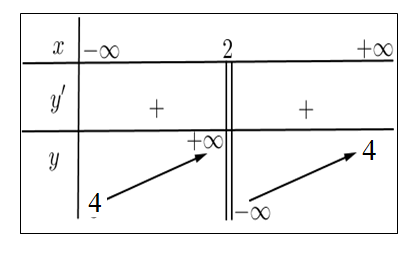 x −∞ 2 +∞
y′ + +
y +∞ 4
4 −∞